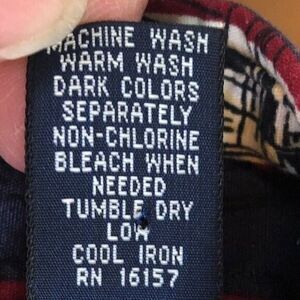 MACHINE WASH
WARM WASH
DARK COLORS
SEPARATELY
NON-CHLORINE
BLEACH WHEN
NEEDED
TUMBLE DRY
LOW
COOL IRON
RN 16157